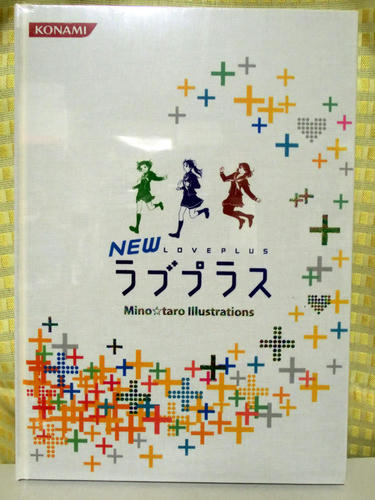 KONAMI
NEW LOVEPLUS
ラブプラス
Mino☆taro Illustrations